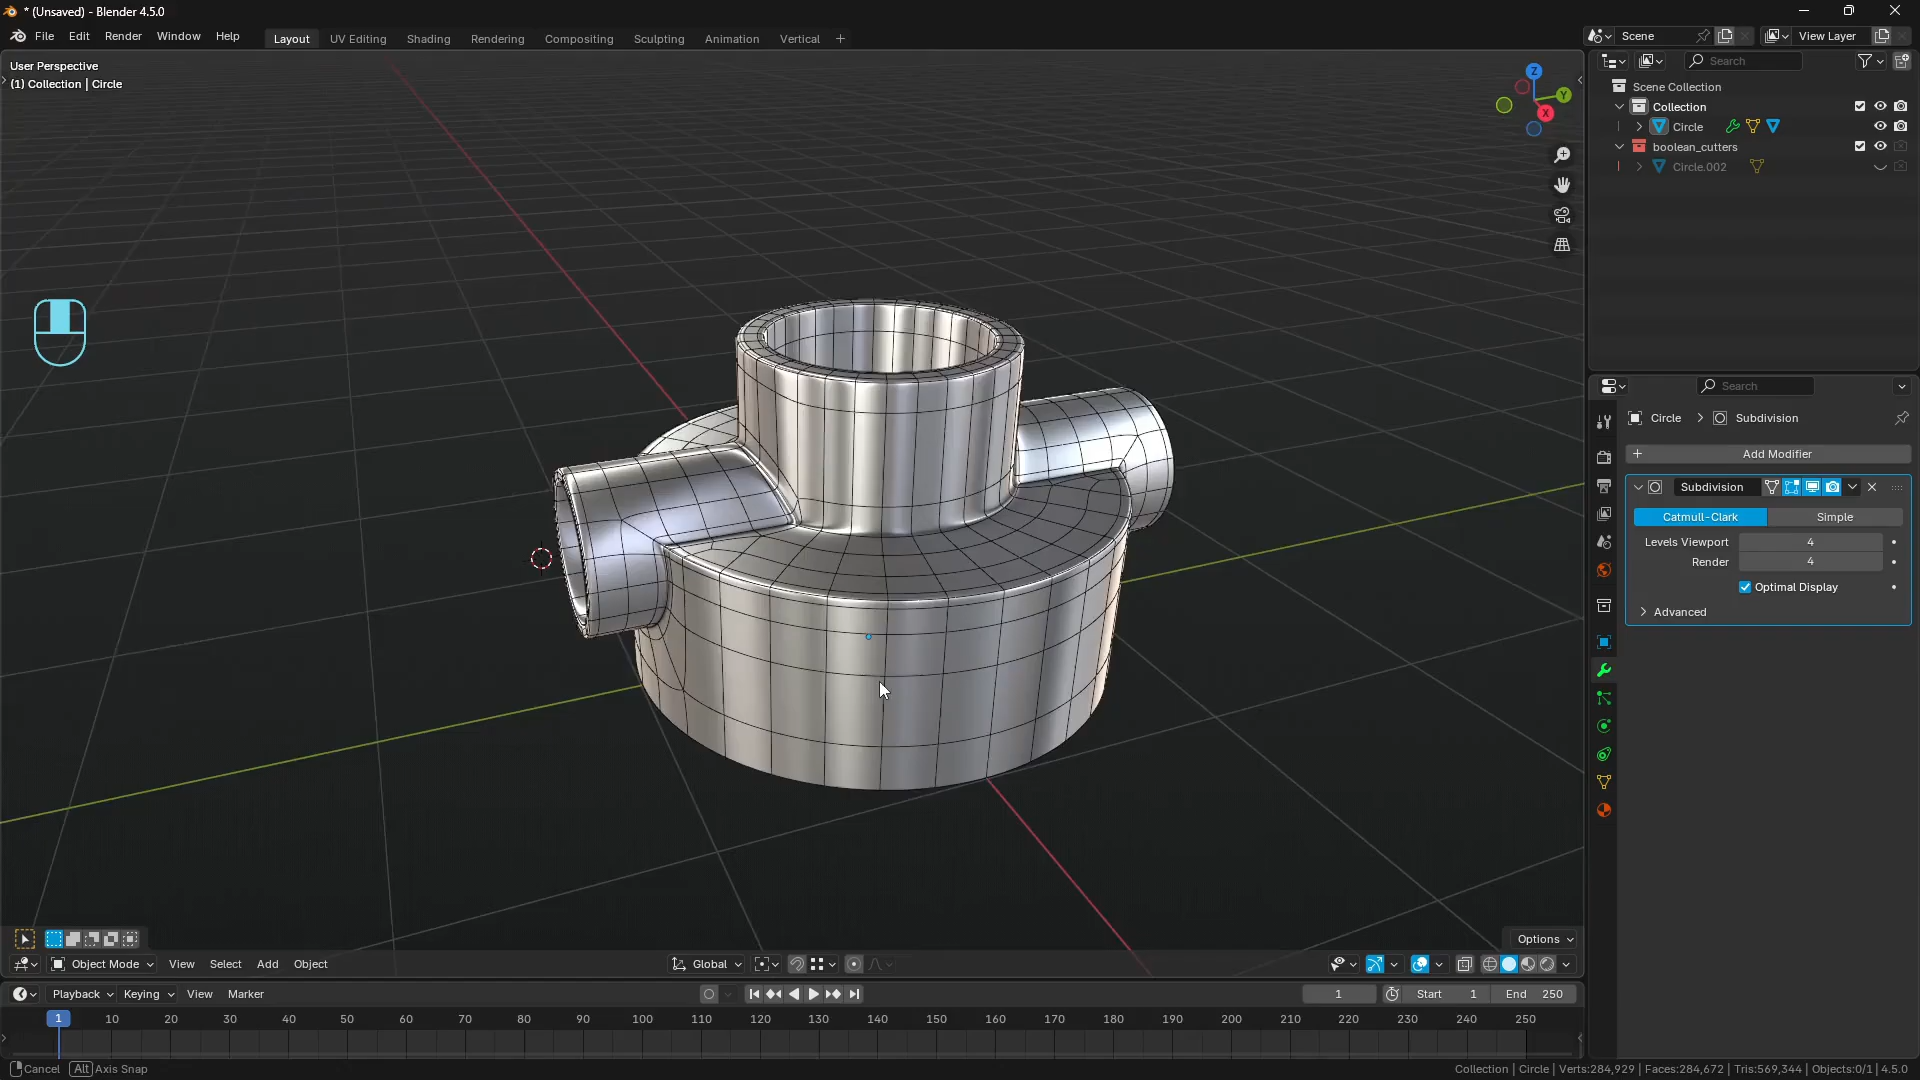 * (Unsaved) - Blender 4.5.0
File Edit Render Window Help
Layout UV Editing Shading Rendering Compositing Sculpting Animation Vertical +
Scene
View Layer
User Perspective
(1) Collection | Circle
Z
Y
X
Search
Scene Collection
Collection
Circle
boolean_cutters
Circle.002
Search
Circle > Subdivision
+ Add Modifier
Subdivision
Catmull-Clark Simple
Levels Viewport 4
Render 4
Optimal Display
Advanced
Options
Object Mode View Select Add Object
Global
Playback Keying View Marker
1
Start 1 End 250
1 10 20 30 40 50 60 70 80 90 100 110 120 130 140 150 160 170 180 190 200 210 220 230 240 250
Cancel Alt Axis Snap
Collection | Circle | Verts:284,929 | Faces:284,672 | Tris:569,344 | Objects:0/1 | 4.5.0